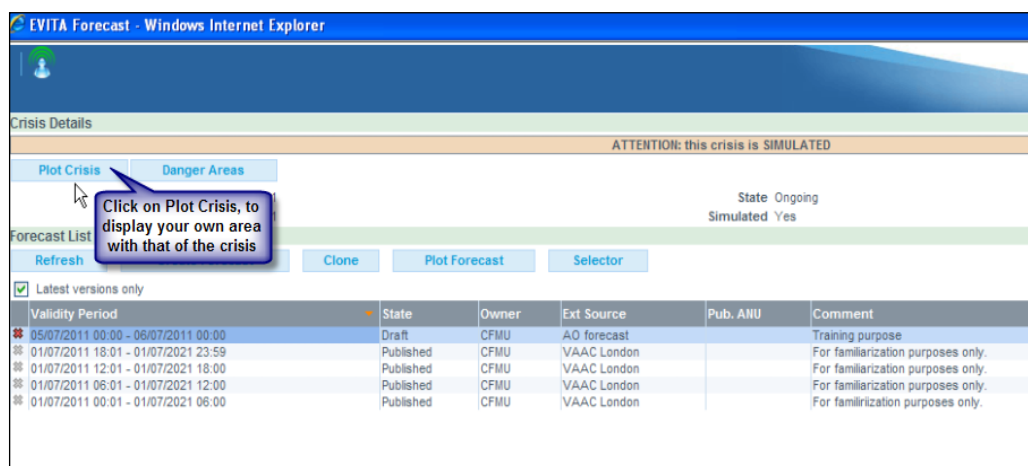 EVITA Forecast - Windows Internet Explorer
Crisis Details
ATTENTION: this crisis is SIMULATED
Plot Crisis Danger Areas
Click on Plot Crisis, to
display your own area
with that of the crisis
State Ongoing
Simulated Yes
Forecast List
Refresh Clone Plot Forecast Selector
Latest versions only
Validity Period State Owner Ext Source Pub. ANU Comment
05/07/2011 00:00 - 06/07/2011 00:00 Draft CFMU AO forecast Training purpose
01/07/2011 18:01 - 01/07/2021 23:59 Published CFMU VAAC London For familiarization purposes only.
01/07/2011 12:01 - 01/07/2021 18:00 Published CFMU VAAC London For familiarization purposes only.
01/07/2011 06:01 - 01/07/2021 12:00 Published CFMU VAAC London For familiarization purposes only.
01/07/2011 00:01 - 01/07/2021 06:00 Published CFMU VAAC London For familiriization purposes only.